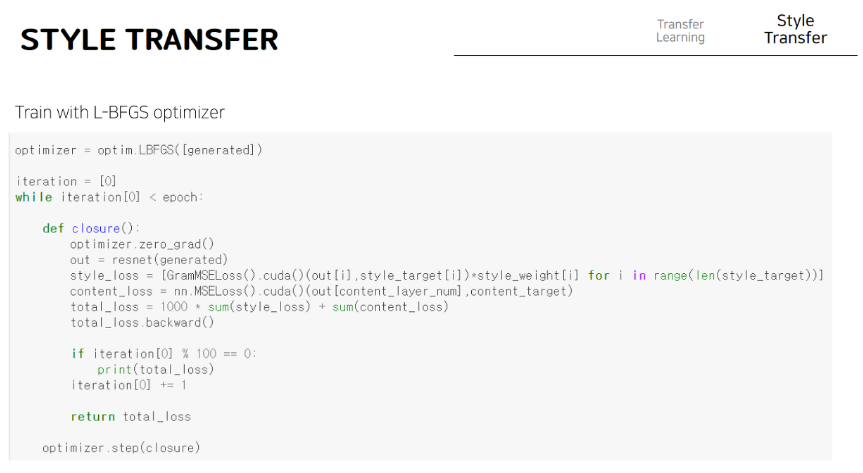 STYLE TRANSFER
Transfer
Learning
Style
Transfer
Train with L-BFGS optimizer
optimizer = optim.LBFGS([generated])
iteration = [0]
while iteration[0] < epoch:
    def closure():
        optimizer.zero_grad()
        out = resnet(generated)
        style_loss = [GramMSELoss().cuda()(out[i],style_target[i])*style_weight[i] for i in range(len(style_target))]
        content_loss = nn.MSELoss().cuda()(out[content_layer_num],content_target)
        total_loss = 1000 * sum(style_loss) + sum(content_loss)
        total_loss.backward()
        if iteration[0] % 100 == 0:
            print(total_loss)
        iteration[0] += 1
        return total_loss
    optimizer.step(closure)